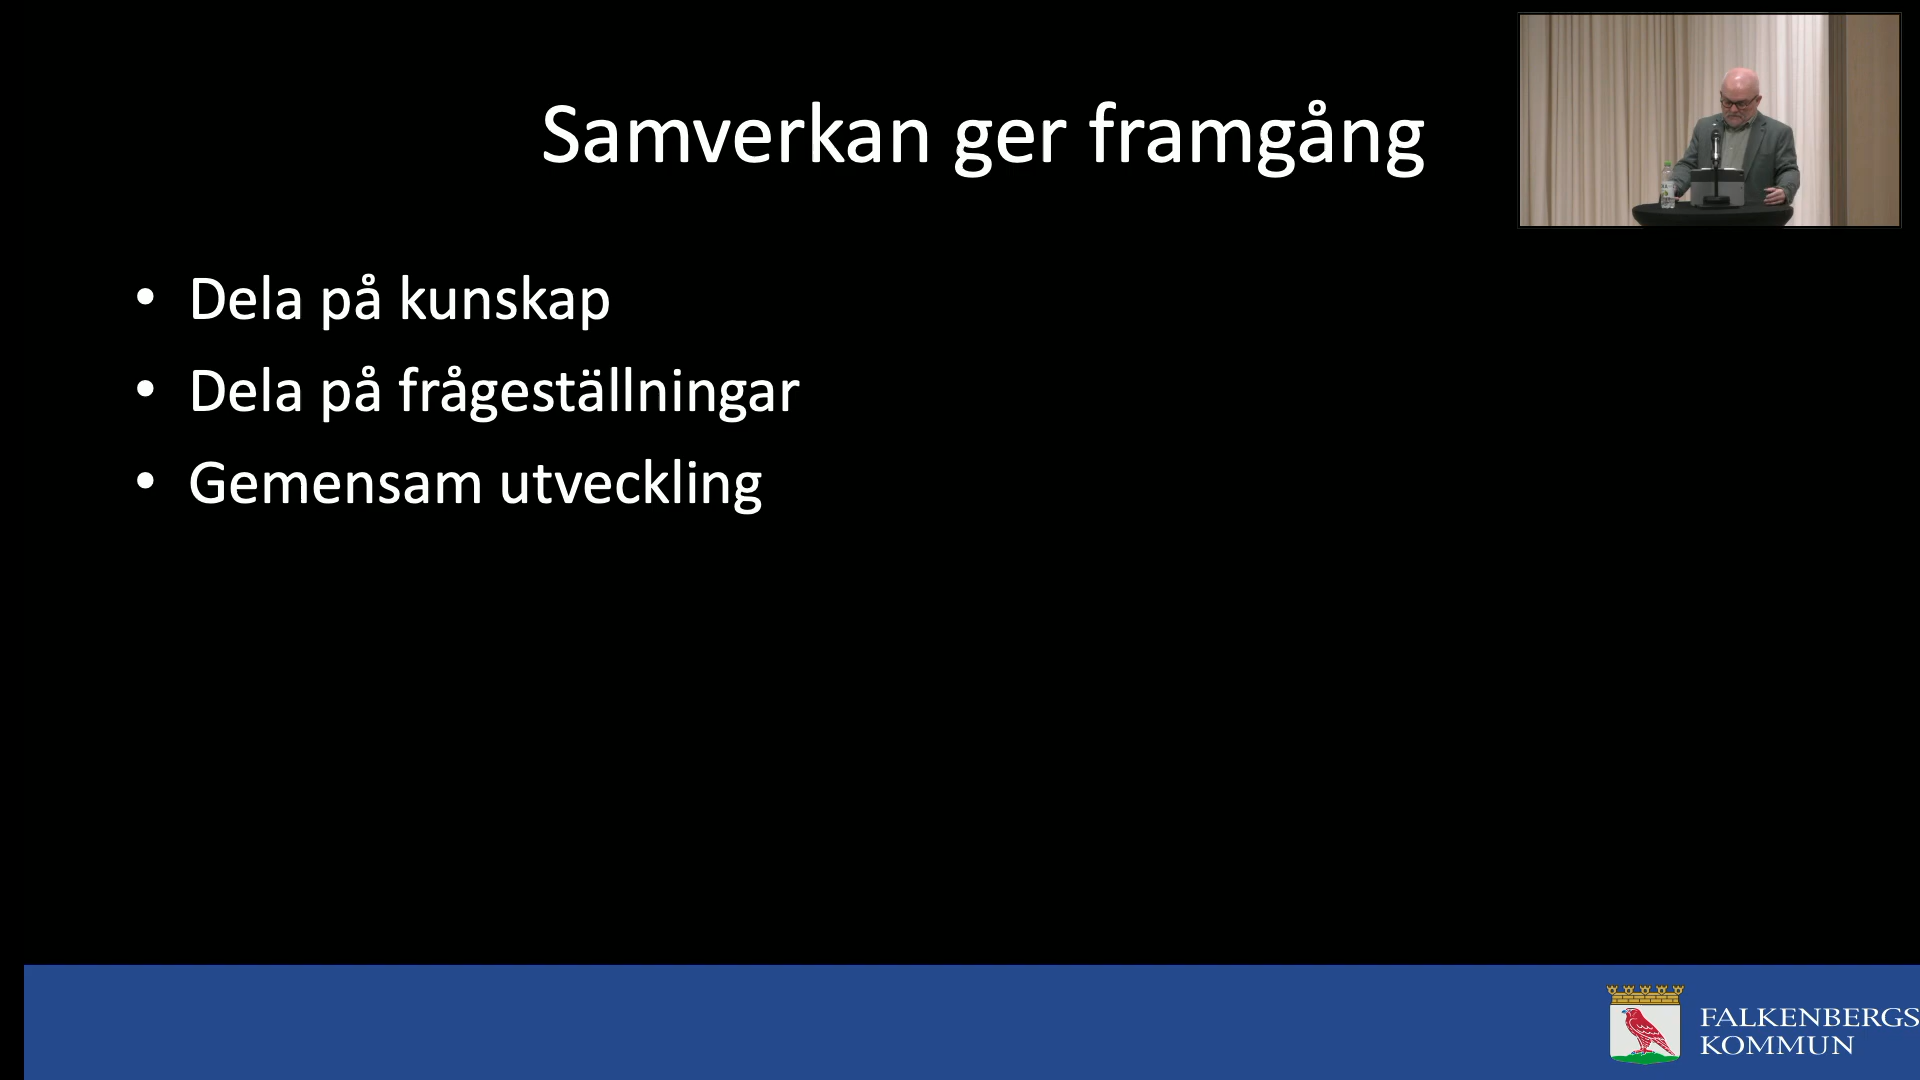 Samverkan ger framgång
• Dela på kunskap
• Dela på frågeställningar
• Gemensam utveckling
FALKENBERGS
KOMMUN